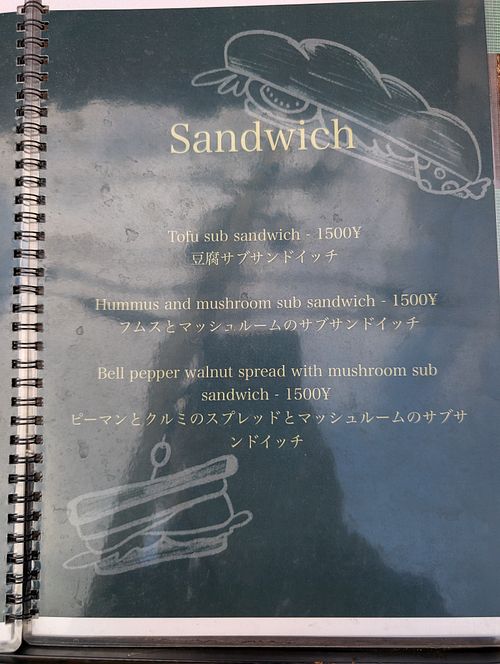 Sandwich
Tofu sub sandwich - 1500¥
豆腐サブサンドイッチ
Hummus and mushroom sub sandwich - 1500¥
フムスとマッシュルームのサブサンドイッチ
Bell pepper walnut spread with mushroom sub
sandwich - 1500¥
ピーマンとクルミのスプレッドとマッシュルームのサブサ
ンドイッチ